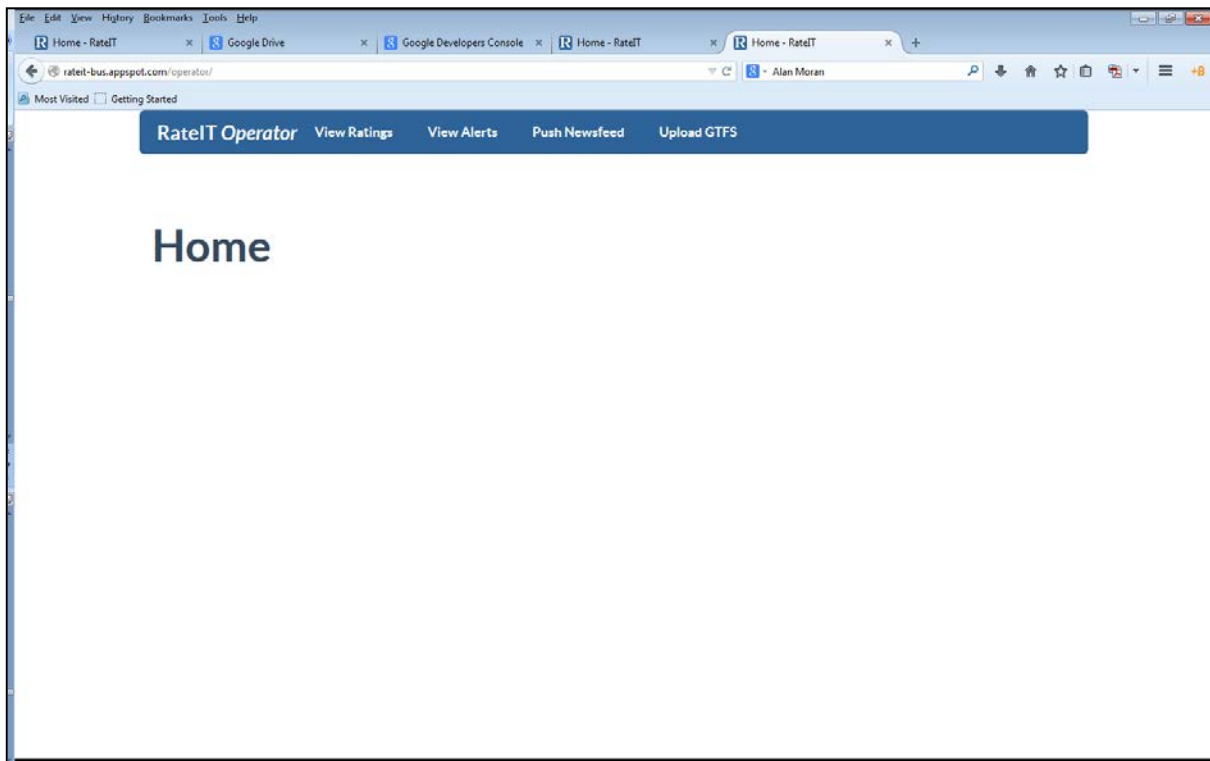 File Edit View History Bookmarks Tools Help
Home - RateIT Google Drive Google Developers Console Home - RateIT Home - RateIT
rateit-bus.appspot.com/operator/ Alan Moran +8
Most Visited Getting Started
RateIT Operator View Ratings View Alerts Push Newsfeed Upload GTFS
Home